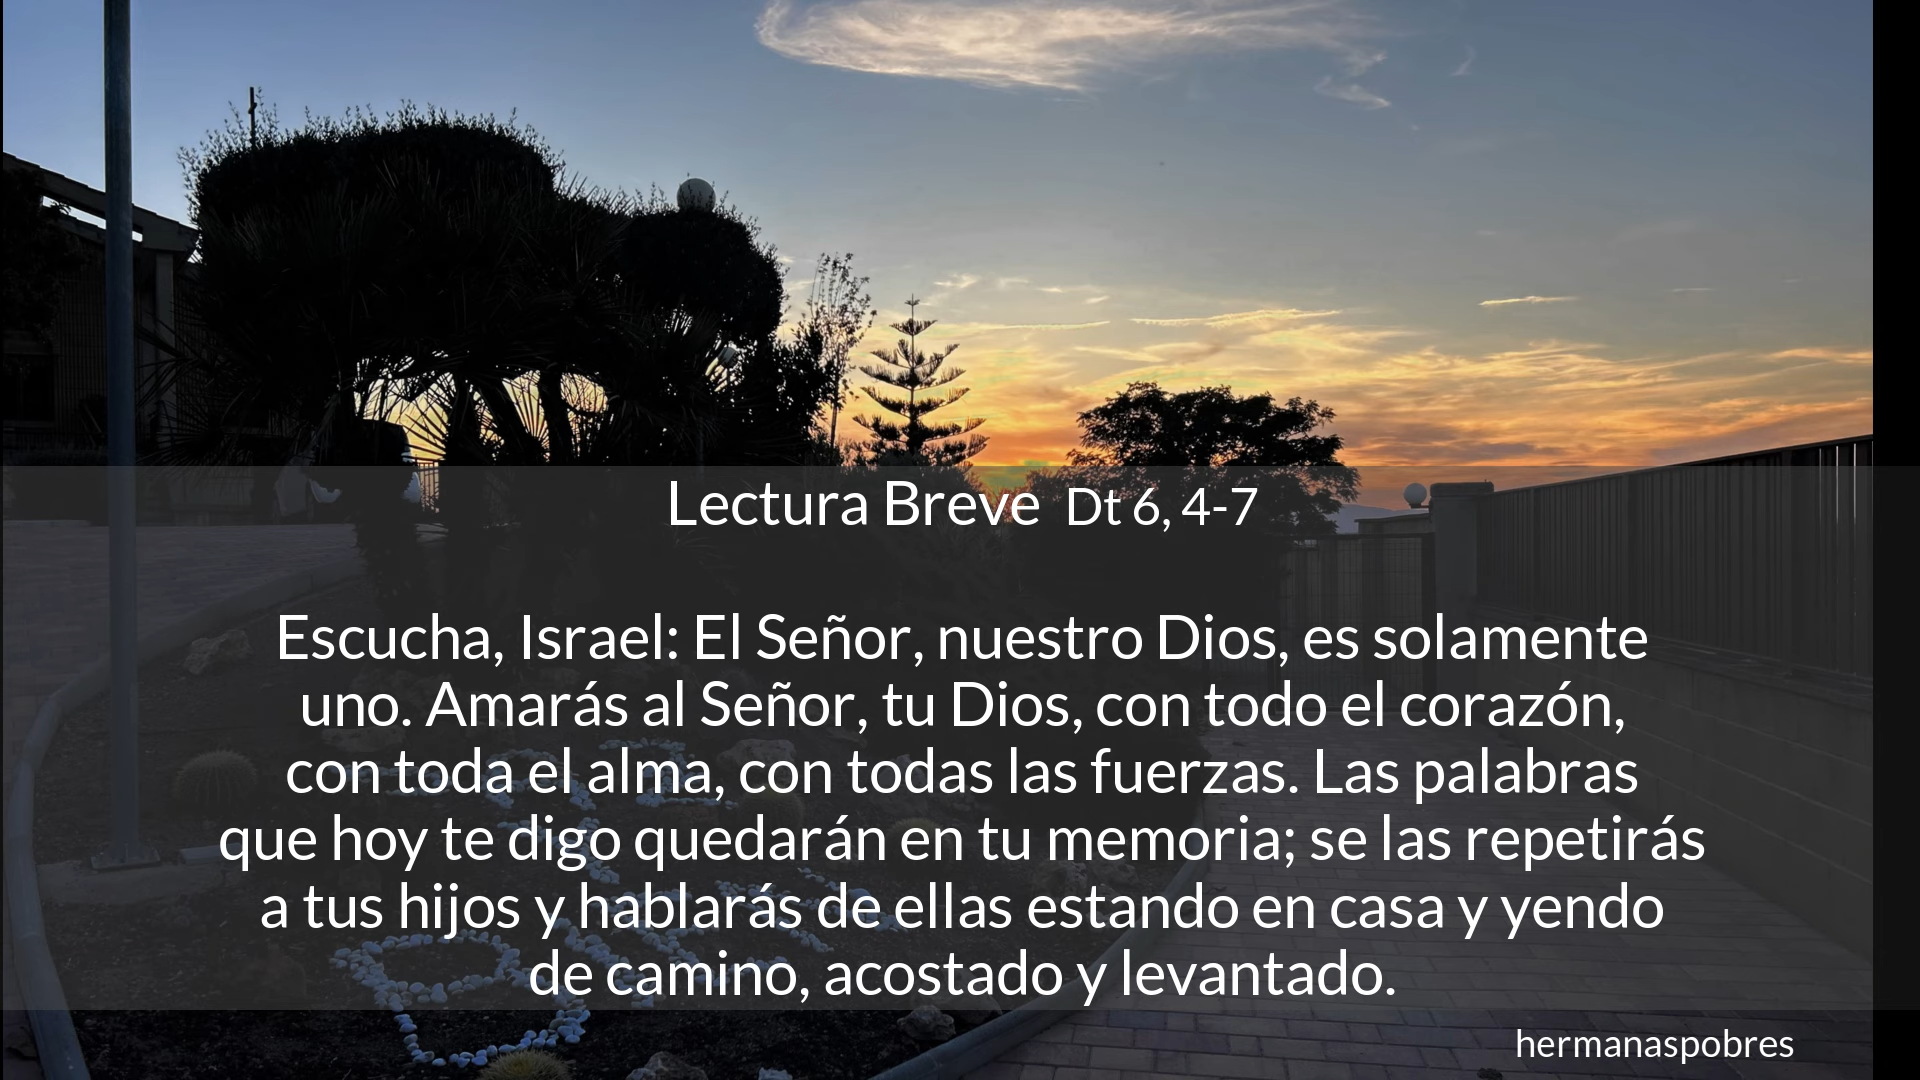 Lectura Breve Dt 6, 4-7
Escucha, Israel: El Señor, nuestro Dios, es solamente
uno. Amarás al Señor, tu Dios, con todo el corazón,
con toda el alma, con todas las fuerzas. Las palabras
que hoy te digo quedarán en tu memoria; se las repetirás
a tus hijos y hablarás de ellas estando en casa y yendo
de camino, acostado y levantado.
hermanaspobres